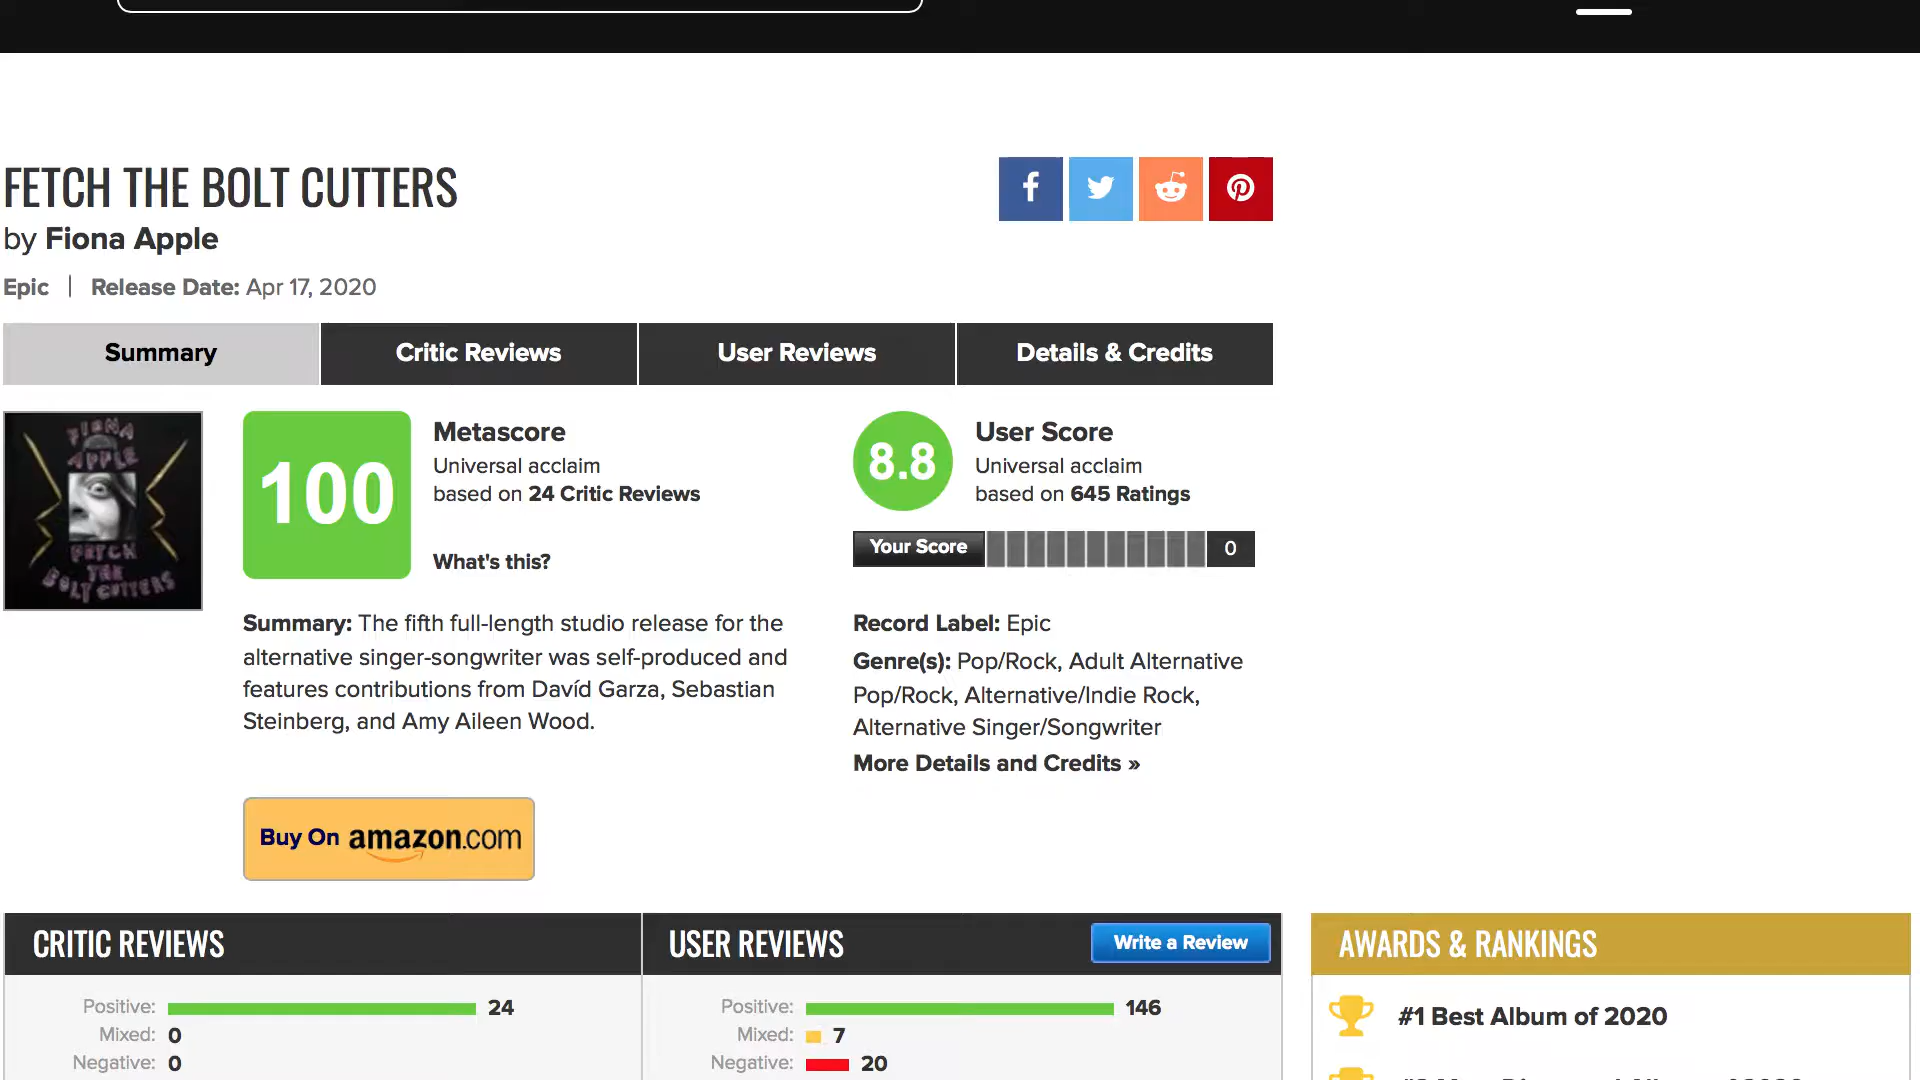 FETCH THE BOLT CUTTERS
by Fiona Apple
Epic | Release Date: Apr 17, 2020
Summary
Critic Reviews
User Reviews
Details & Credits
FIONA
APPLE
FETCH
THE
BOLT CUTTERS
100
Metascore
Universal acclaim
based on 24 Critic Reviews
What's this?
8.8
User Score
Universal acclaim
based on 645 Ratings
Your Score 0
Summary: The fifth full-length studio release for the
alternative singer-songwriter was self-produced and
features contributions from Davíd Garza, Sebastian
Steinberg, and Amy Aileen Wood.
Record Label: Epic
Genre(s): Pop/Rock, Adult Alternative
Pop/Rock, Alternative/Indie Rock,
Alternative Singer/Songwriter
More Details and Credits »
Buy On amazon.com
CRITIC REVIEWS
Positive: 24
Mixed: 0
Negative: 0
USER REVIEWS
Write a Review
Positive: 146
Mixed: 7
Negative: 20
AWARDS & RANKINGS
#1 Best Album of 2020